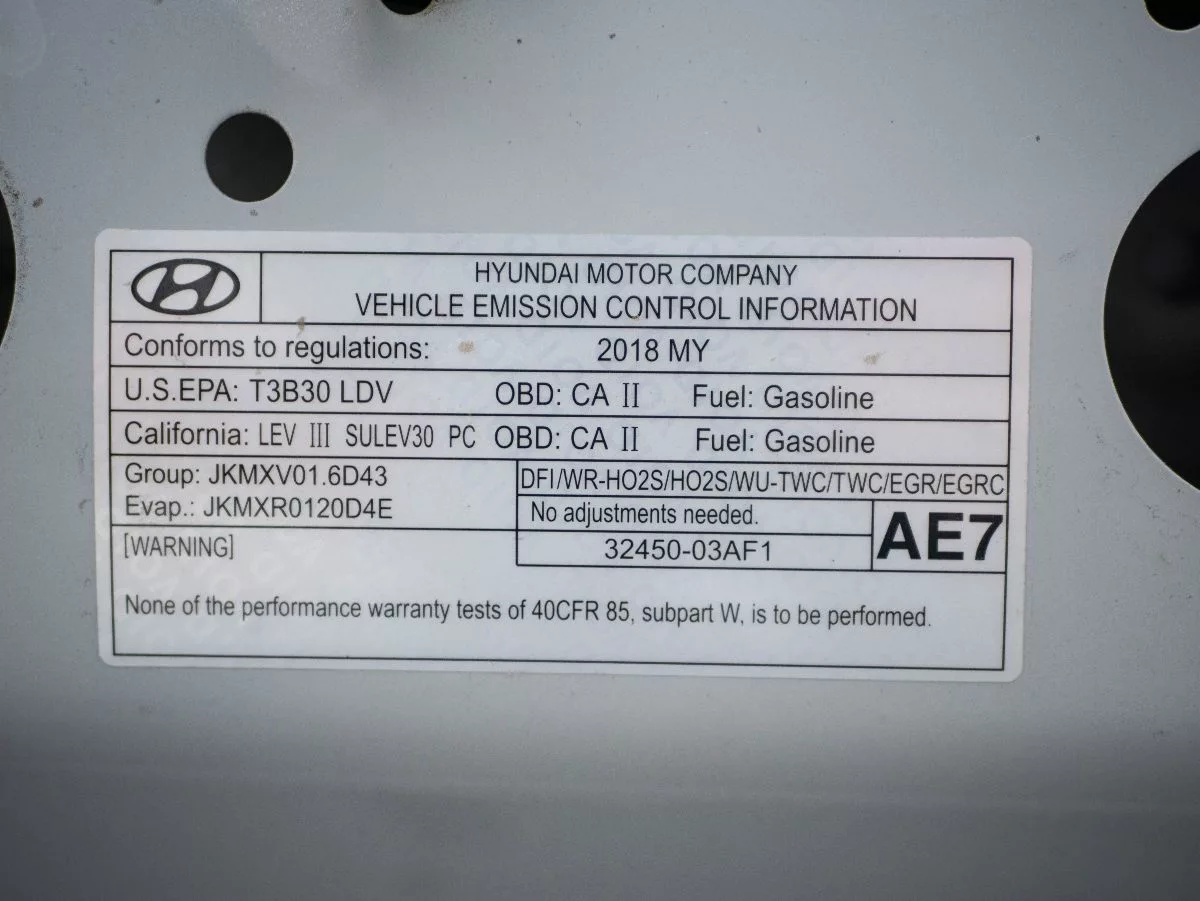 HYUNDAI MOTOR COMPANY
VEHICLE EMISSION CONTROL INFORMATION
Conforms to regulations: 2018 MY
U.S.EPA: T3B30 LDV OBD: CA II Fuel: Gasoline
California: LEV III SULEV30 PC OBD: CA II Fuel: Gasoline
Group: JKMXV01.6D43
Evap.: JKMXR0120D4E
DFI/WR-HO2S/HO2S/WU-TWC/TWC/EGR/EGRC
No adjustments needed.
32450-03AF1
AE7
[WARNING]
None of the performance warranty tests of 40CFR 85, subpart W, is to be performed.